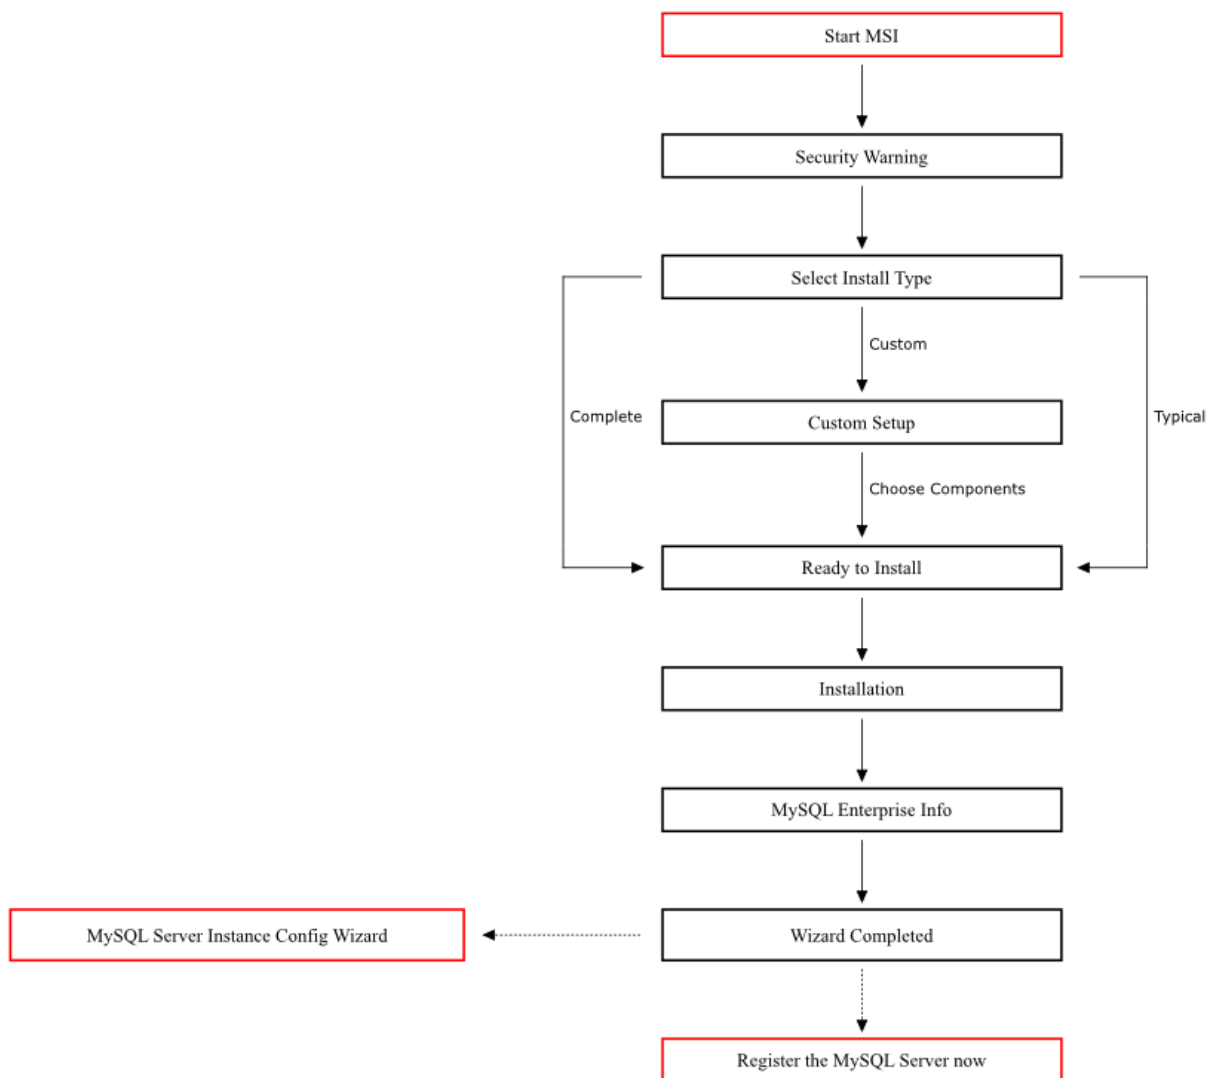 Start MSI
Security Warning
Select Install Type
Custom
Complete
Typical
Custom Setup
Choose Components
Ready to Install
Installation
MySQL Enterprise Info
MySQL Server Instance Config Wizard
Wizard Completed
Register the MySQL Server now